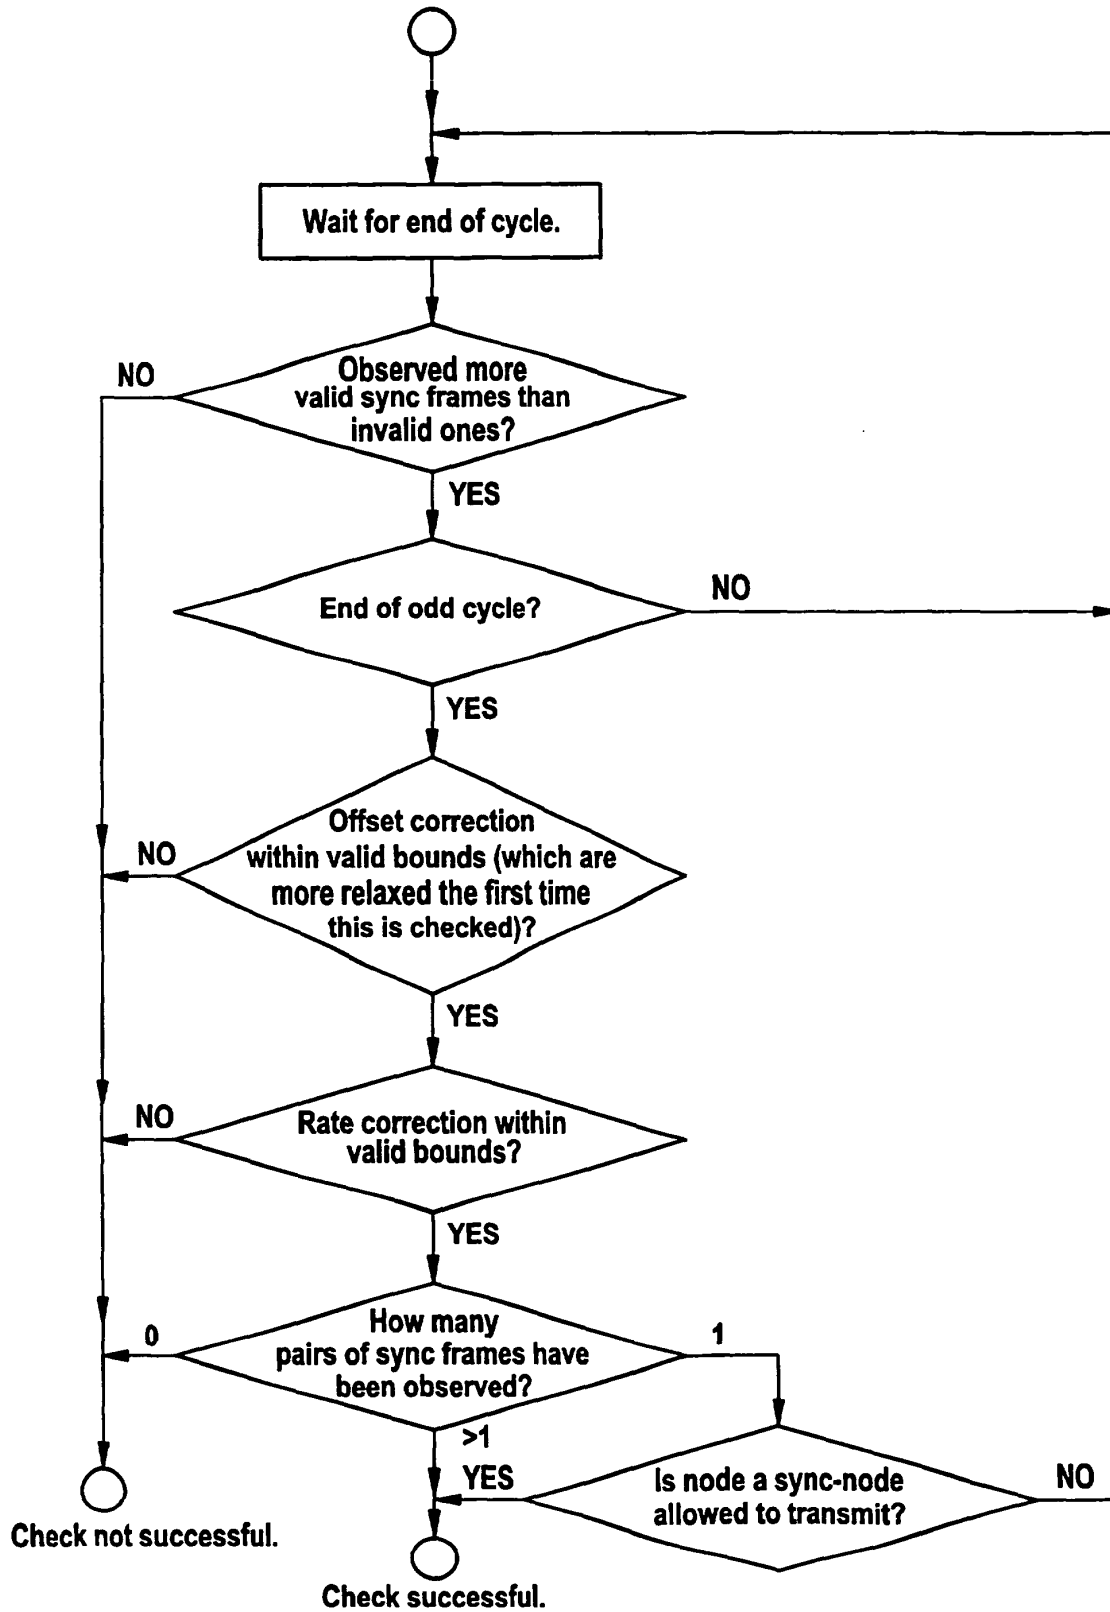 Wait for end of cycle.
NO
Observed more
valid sync frames than
invalid ones?
YES
End of odd cycle?
NO
YES
Offset correction
within valid bounds (which are
more relaxed the first time
this is checked)?
NO
YES
Rate correction within
valid bounds?
NO
YES
How many
pairs of sync frames have
been observed?
0
1
>1
YES
Is node a sync-node
allowed to transmit?
NO
Check not successful.
Check successful.